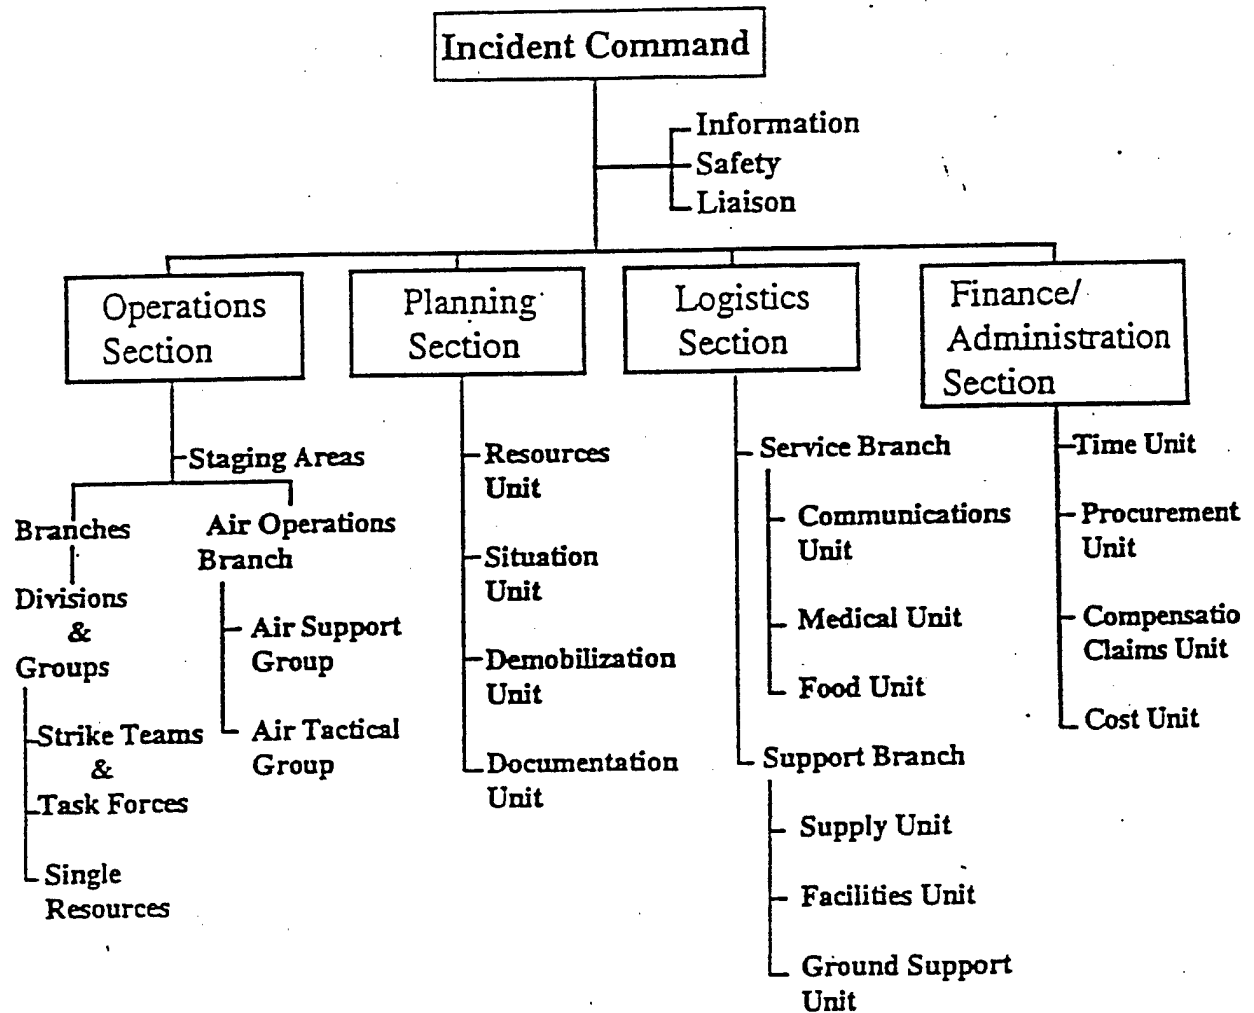 Incident Command
Information
Safety
Liaison
Operations
Section
Staging Areas
Branches
Divisions
&
Groups
Strike Teams
&
Task Forces
Single
Resources
Air Operations
Branch
Air Support
Group
Air Tactical
Group
Planning
Section
Resources
Unit
Situation
Unit
Demobilization
Unit
Documentation
Unit
Logistics
Section
Service Branch
Communications
Unit
Medical Unit
Food Unit
Support Branch
Supply Unit
Facilities Unit
Ground Support
Unit
Finance/
Administration
Section
Time Unit
Procurement
Unit
Compensatio
Claims Unit
Cost Unit